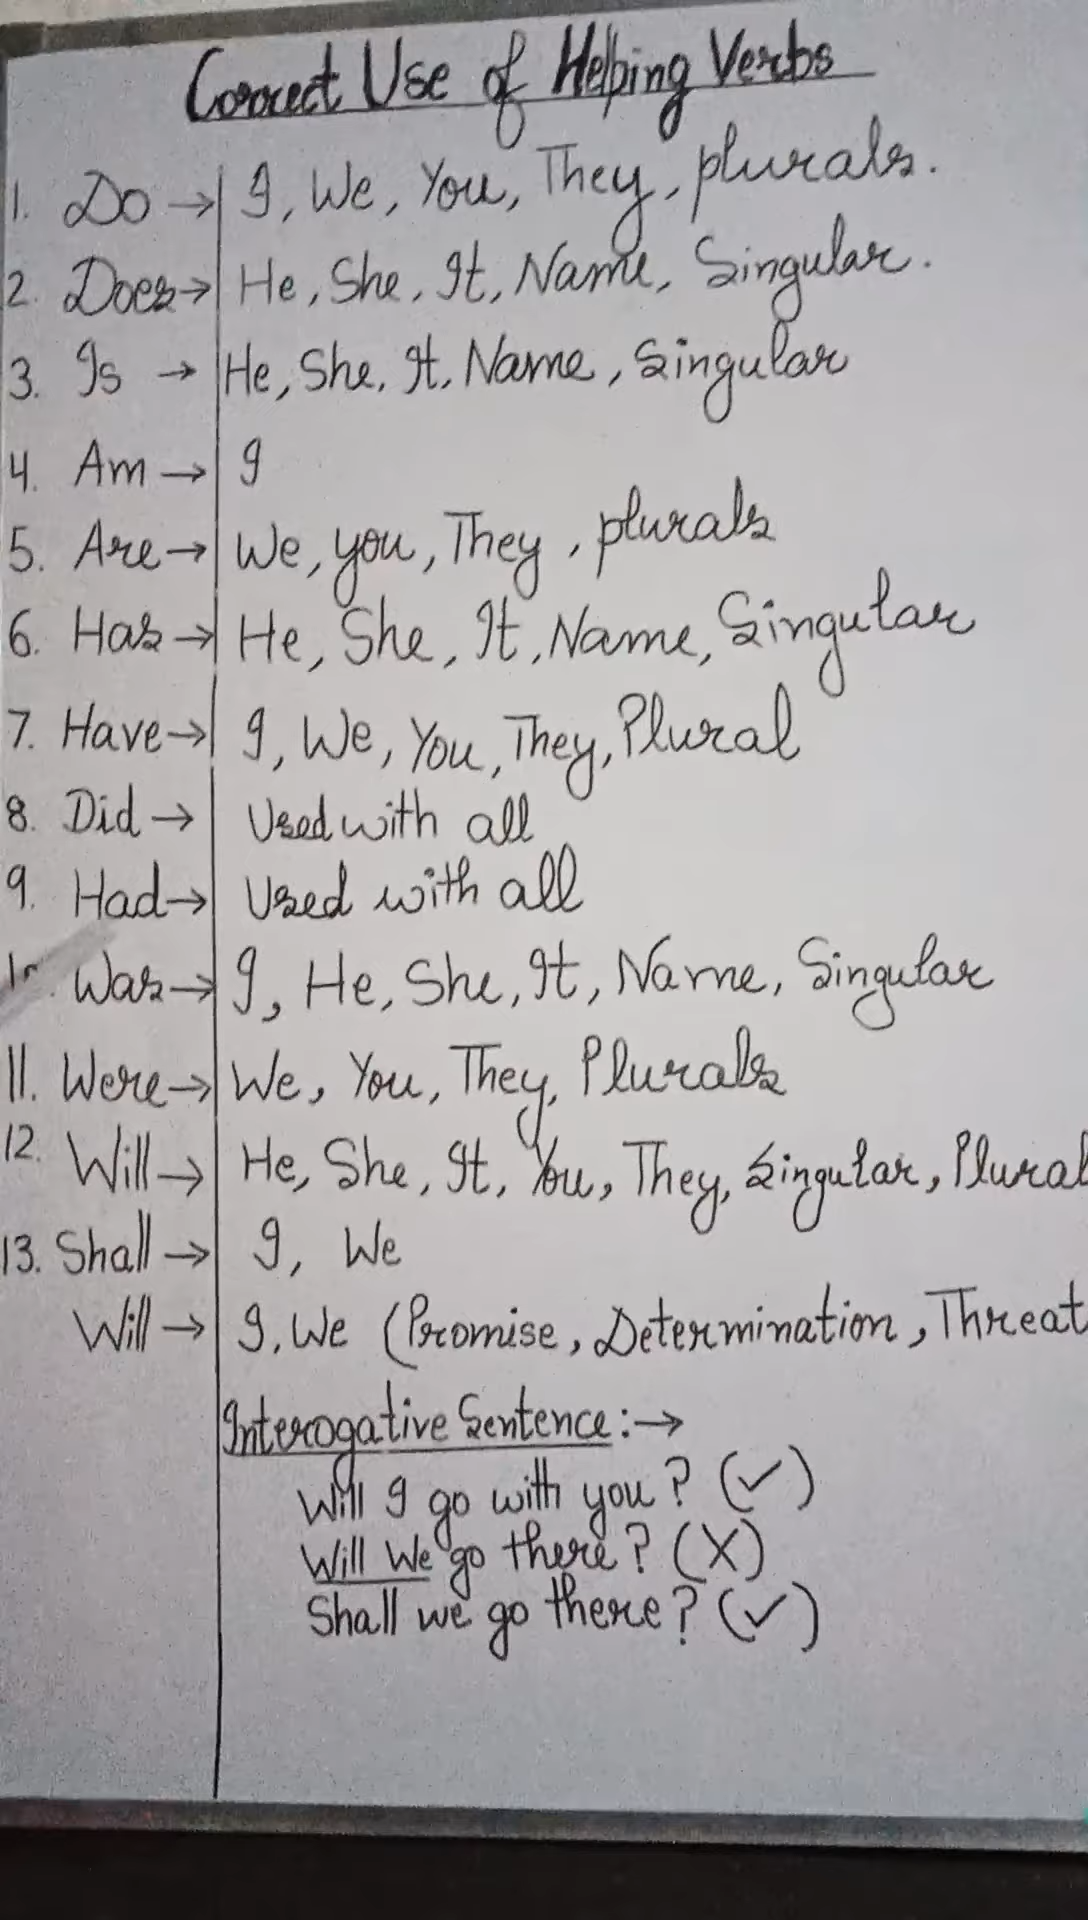 Correct Use of Helping Verbs
1. Do → I, We, You, They, plurals.
2. Does → He, She, It, Name, Singular.
3. Is → He, She, It, Name, Singular
4. Am → I
5. Are → We, you, They, plurals
6. Has → He, She, It, Name, Singular
7. Have → I, We, You, They, Plural
8. Did → Used with all
9. Had → Used with all
Was → I, He, She, It, Name, Singular
11. Were → We, You, They, Plurals
12. Will → He, She, It, You, They, Singular, Plural
13. Shall → I, We
Will → I, We (Promise, Determination, Threat
Interogative Sentence :→
Will I go with you? (✓)
Will We go there? (X)
Shall we go there? (✓)